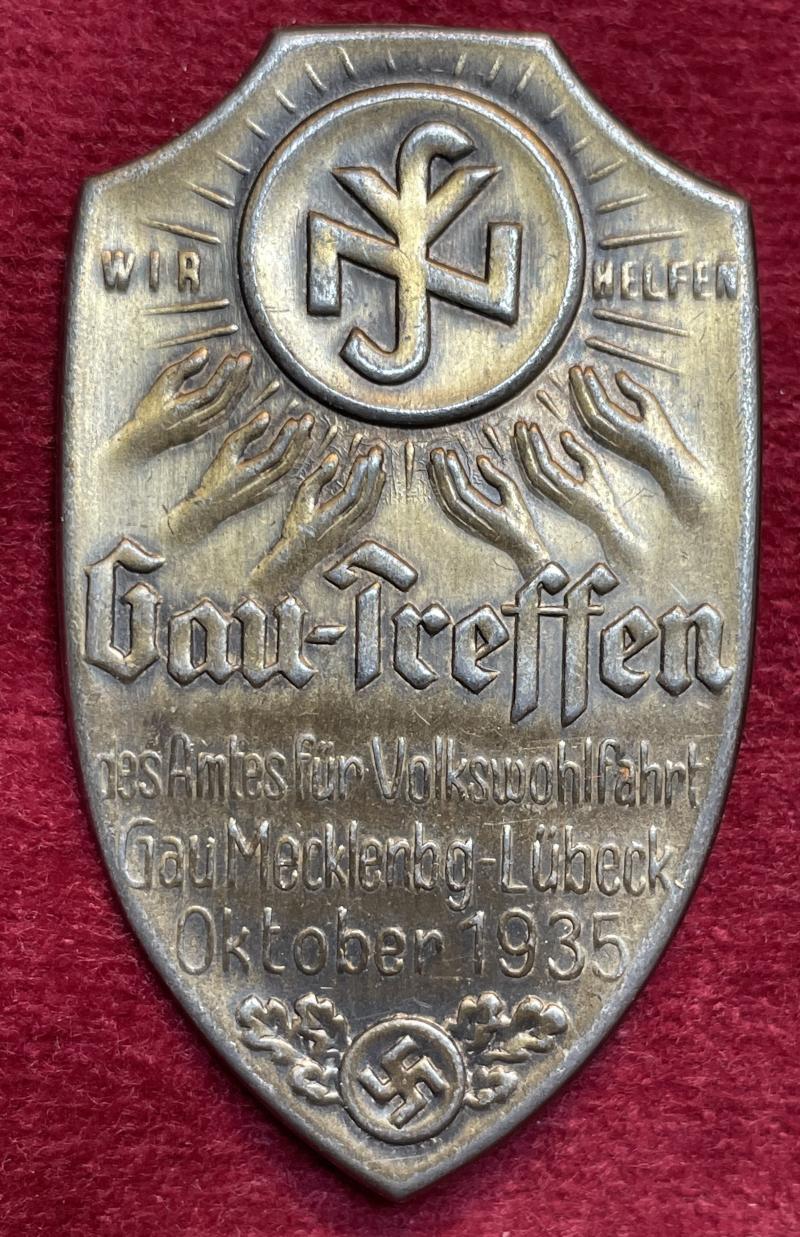 WIR HELFEN
Gau-Treffen
des Amtes für Volkswohlfahrt
Gau Mecklenbg-Lübeck
Oktober 1935